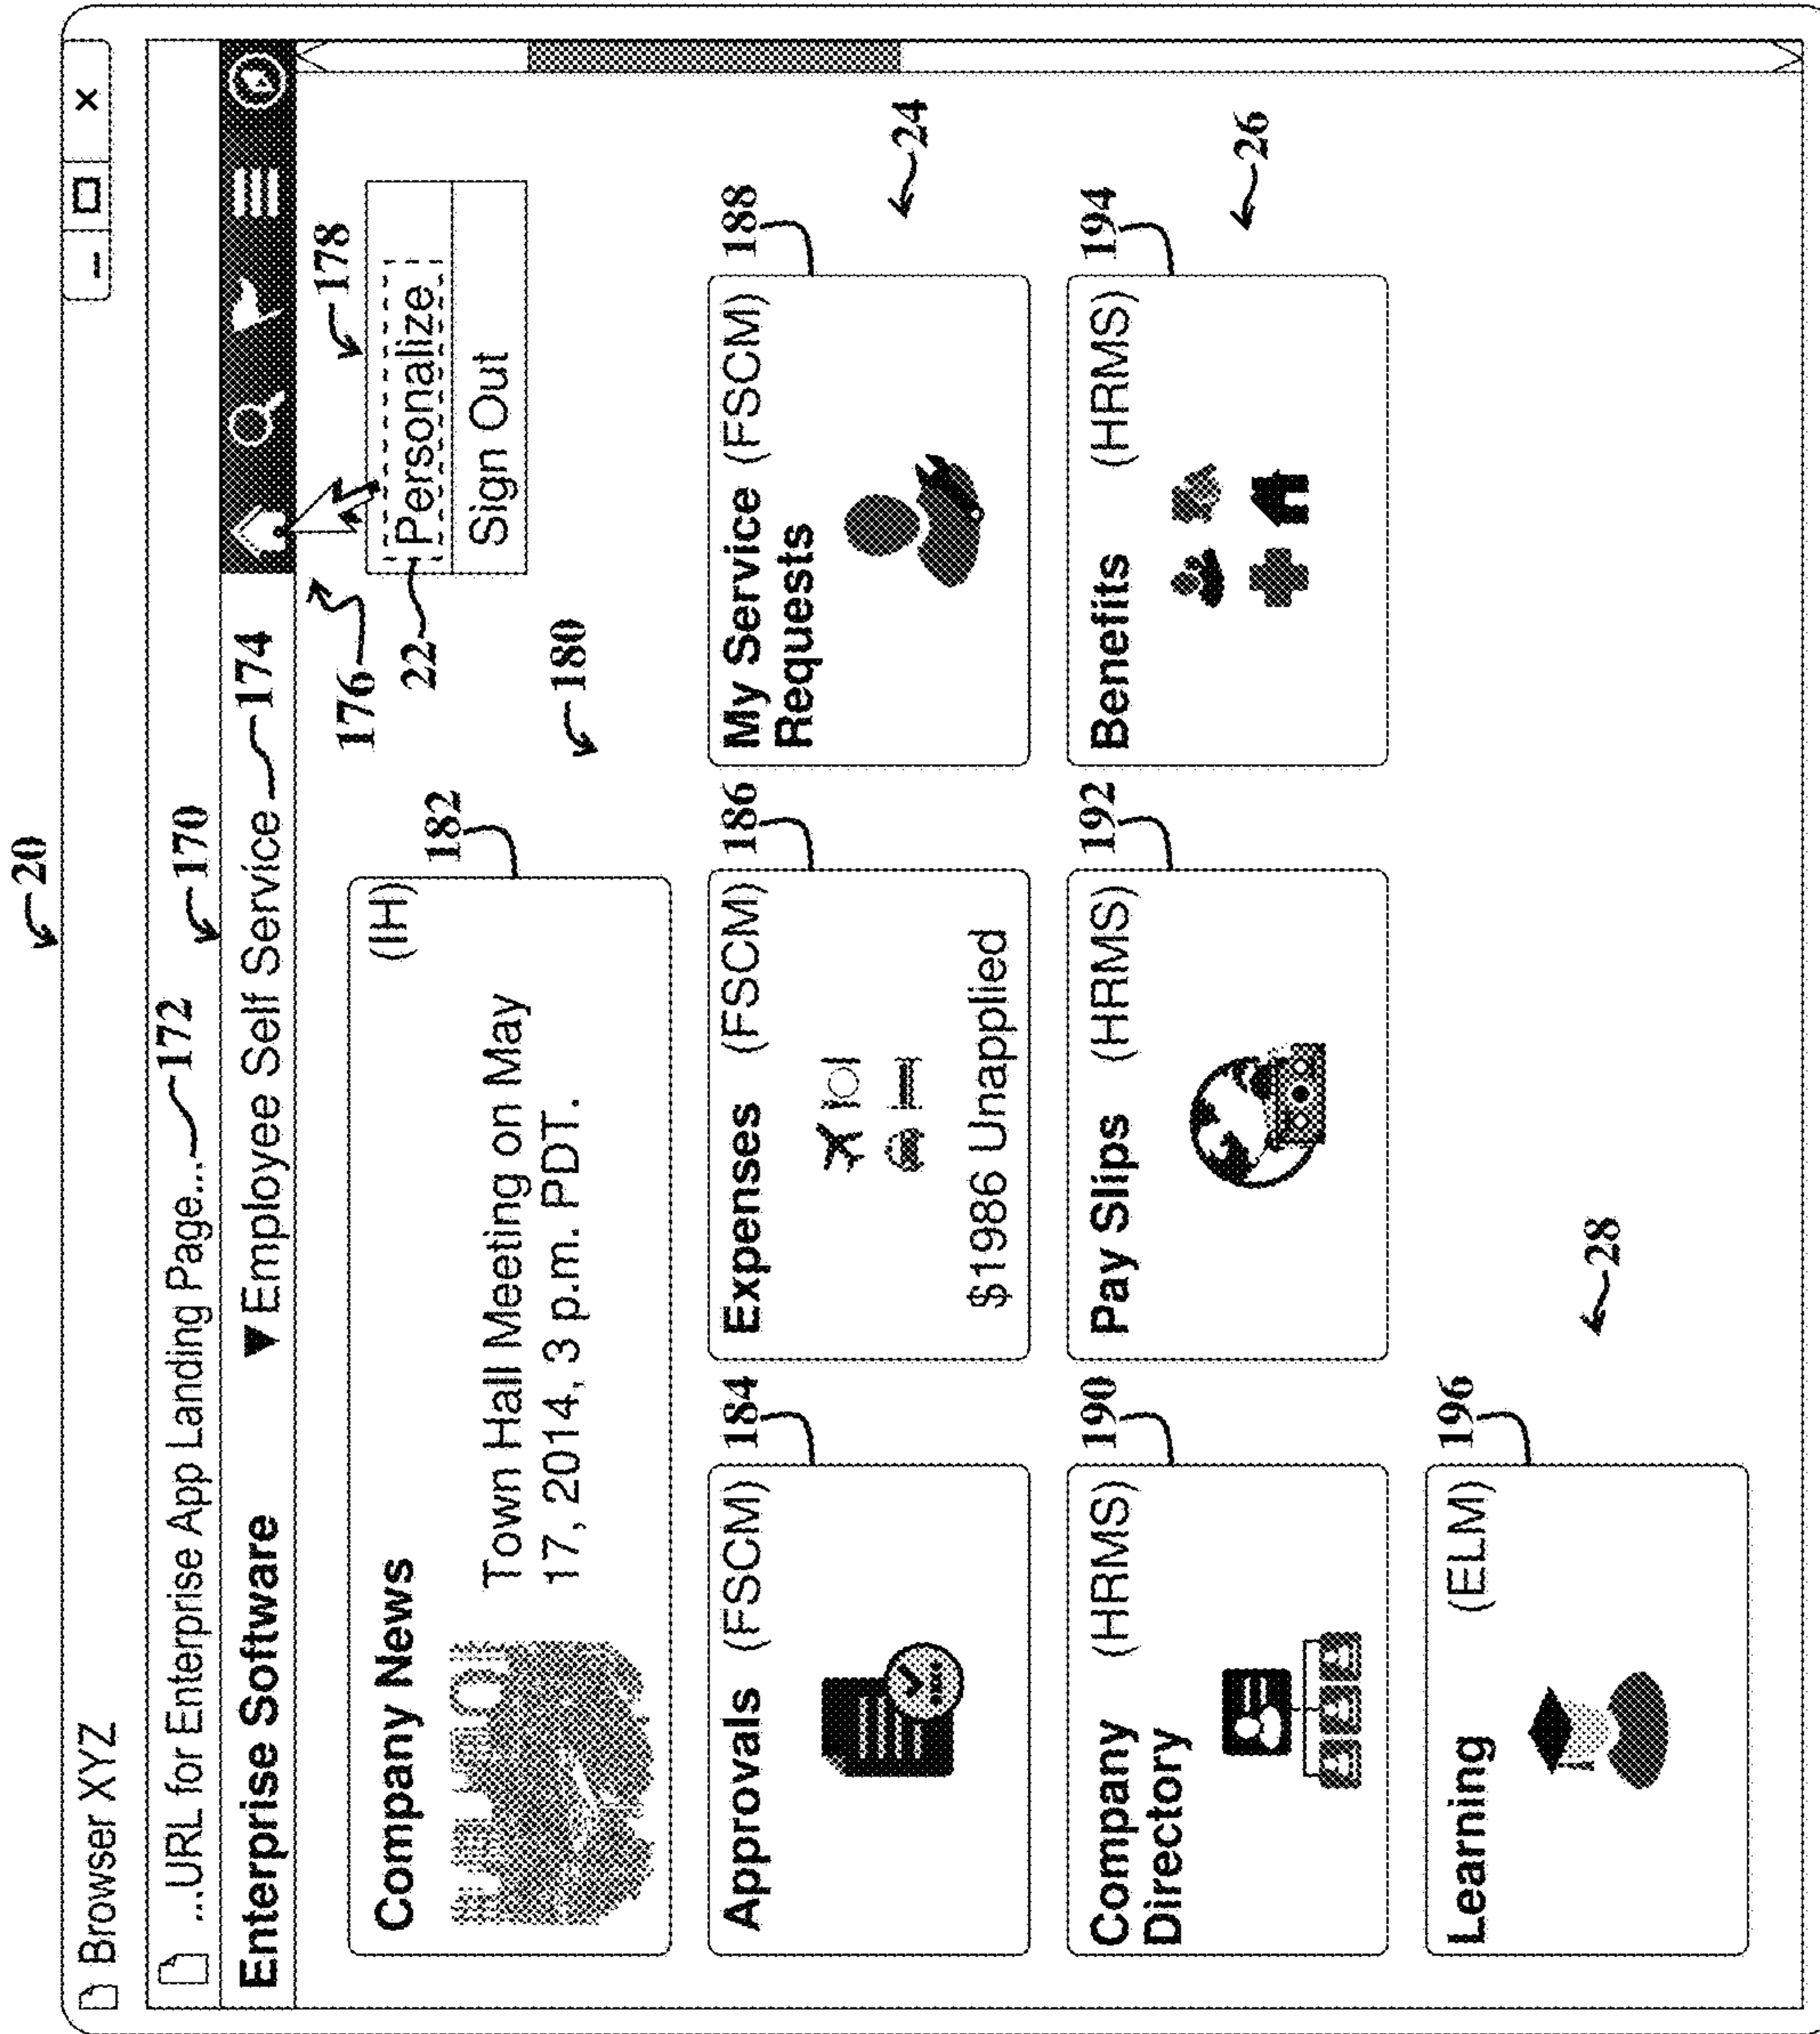 20
Browser XYZ
...URL for Enterprise App Landing Page... 172
170
Enterprise Software ▼ Employee Self Service 174
176
178
22
Personalize
Sign Out
180
182
Company News (IH)
Town Hall Meeting on May
17, 2014, 3 p.m. PDT.
184
Approvals (FSCM)
186
Expenses (FSCM)
$1986 Unapplied
188
My Service (FSCM)
Requests
24
190
Company (HRMS)
Directory
192
Pay Slips (HRMS)
194
Benefits (HRMS)
26
196
Learning (ELM)
28